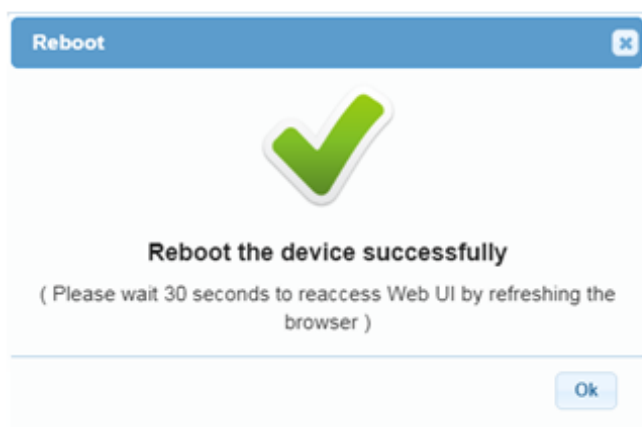 Reboot
Reboot the device successfully
( Please wait 30 seconds to reaccess Web UI by refreshing the
browser )
Ok